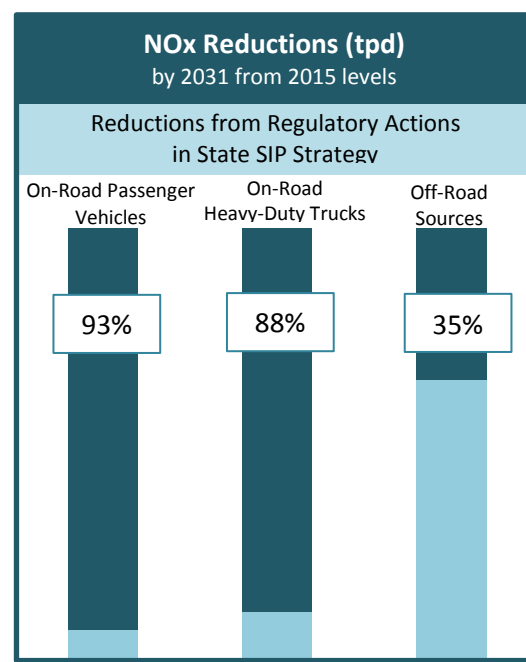 NOx Reductions (tpd)
by 2031 from 2015 levels
Reductions from Regulatory Actions
in State SIP Strategy
On-Road Passenger
Vehicles
On-Road
Heavy-Duty Trucks
Off-Road
Sources
93%
88%
35%